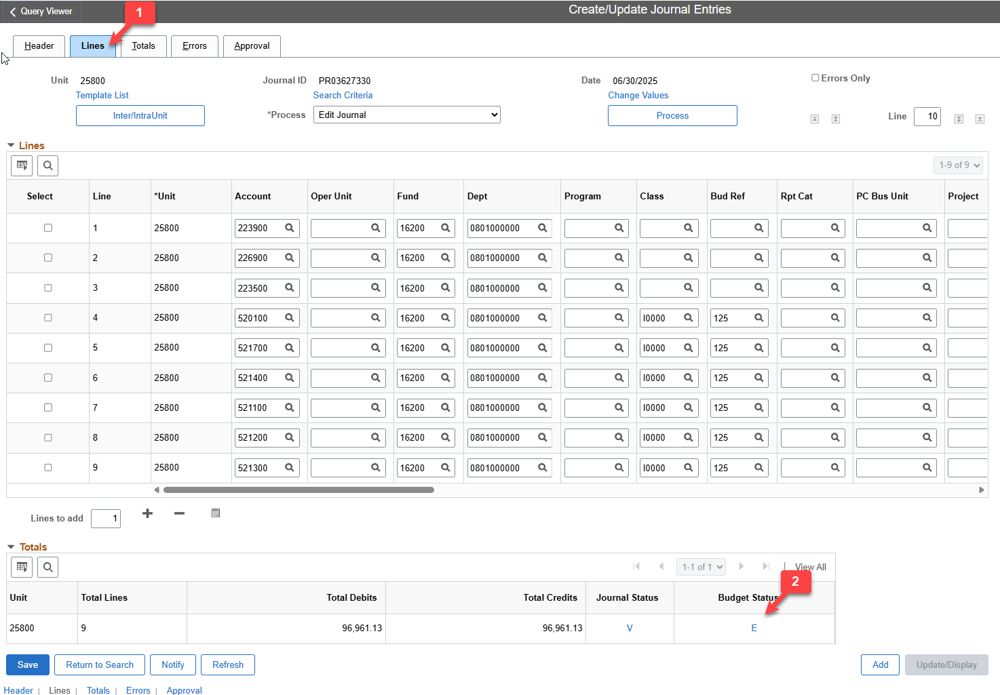 Query Viewer
1
Create/Update Journal Entries
Header Lines Totals Errors Approval
Unit 25800 Journal ID PR03627330 Date 06/30/2025 Errors Only
Template List Search Criteria Change Values
Inter/IntraUnit *Process Edit Journal Process Line 10
Lines
1-9 of 9
Select Line *Unit Account Oper Unit Fund Dept Program Class Bud Ref Rpt Cat PC Bus Unit Project
1 25800 223900 16200 0801000000
2 25800 226900 16200 0801000000
3 25800 223500 16200 0801000000
4 25800 520100 16200 0801000000 I0000 125
5 25800 521700 16200 0801000000 I0000 125
6 25800 521400 16200 0801000000 I0000 125
7 25800 521100 16200 0801000000 I0000 125
8 25800 521200 16200 0801000000 I0000 125
9 25800 521300 16200 0801000000 I0000 125
Lines to add 1
Totals
1-1 of 1 | View All
2
Unit Total Lines Total Debits Total Credits Journal Status Budget Status
25800 9 96,961.13 96,961.13 V E
Save Return to Search Notify Refresh Add Update/Display
Header | Lines | Totals | Errors | Approval